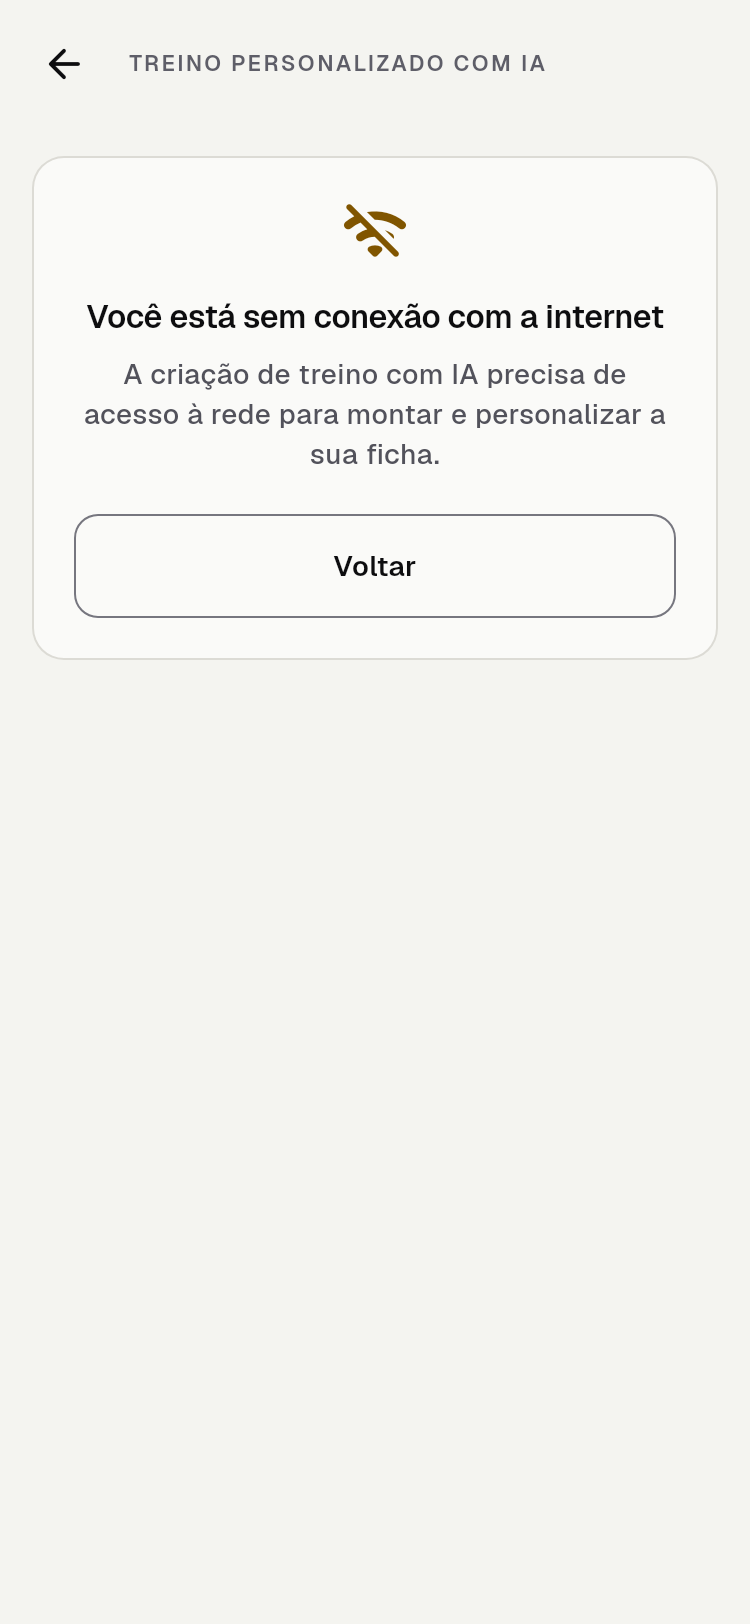 TREINO PERSONALIZADO COM IA
Você está sem conexão com a internet
A criação de treino com IA precisa de
acesso à rede para montar e personalizar a
sua ficha.
Voltar